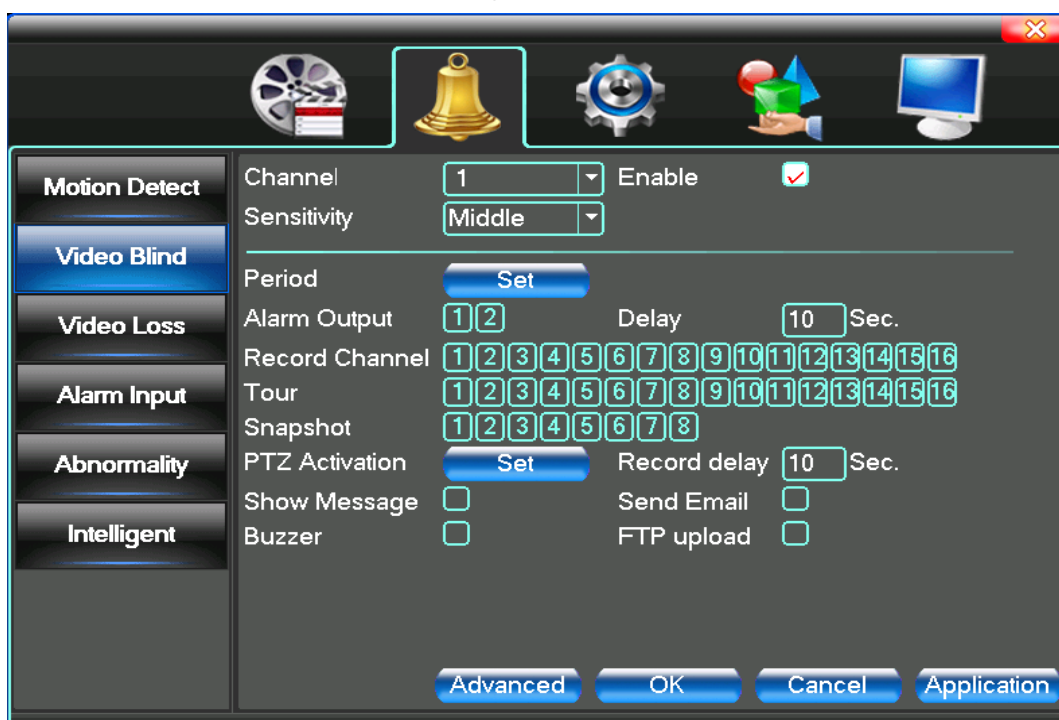 Motion Detect
Video Blind
Video Loss
Alarm Input
Abnormality
Intelligent
Channel 1 Enable
Sensitivity Middle
Period Set
Alarm Output 1 2 Delay 10 Sec.
Record Channel 1 2 3 4 5 6 7 8 9 10 11 12 13 14 15 16
Tour 1 2 3 4 5 6 7 8 9 10 11 12 13 14 15 16
Snapshot 1 2 3 4 5 6 7 8
PTZ Activation Set Record delay 10 Sec.
Show Message Send Email
Buzzer FTP upload
Advanced OK Cancel Application